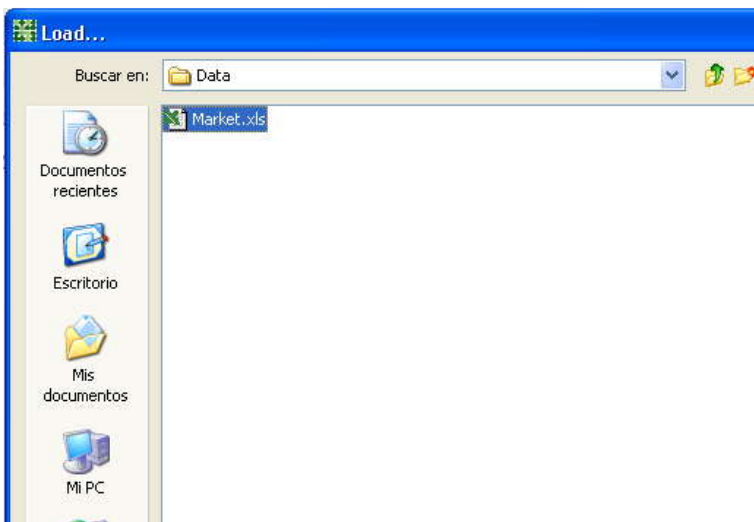 Load...
Buscar en:
Data
Market.xls
Documentos
recientes
Escritorio
Mis
documentos
Mi PC